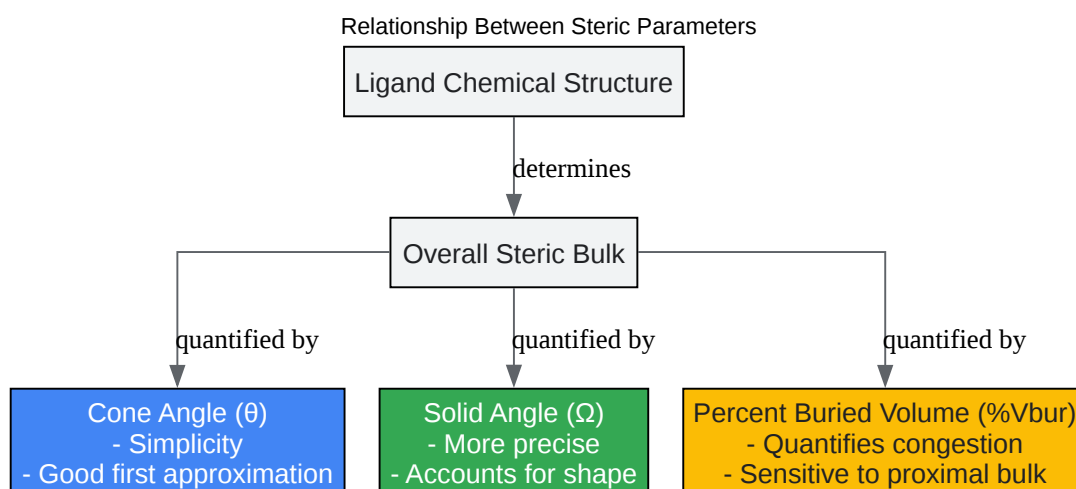 Relationship Between Steric Parameters
Ligand Chemical Structure
determines
Overall Steric Bulk
quantified by
quantified by
quantified by
Cone Angle (θ)
- Simplicity
- Good first approximation
Solid Angle (Ω)
- More precise
- Accounts for shape
Percent Buried Volume (%Vbur)
- Quantifies congestion
- Sensitive to proximal bulk